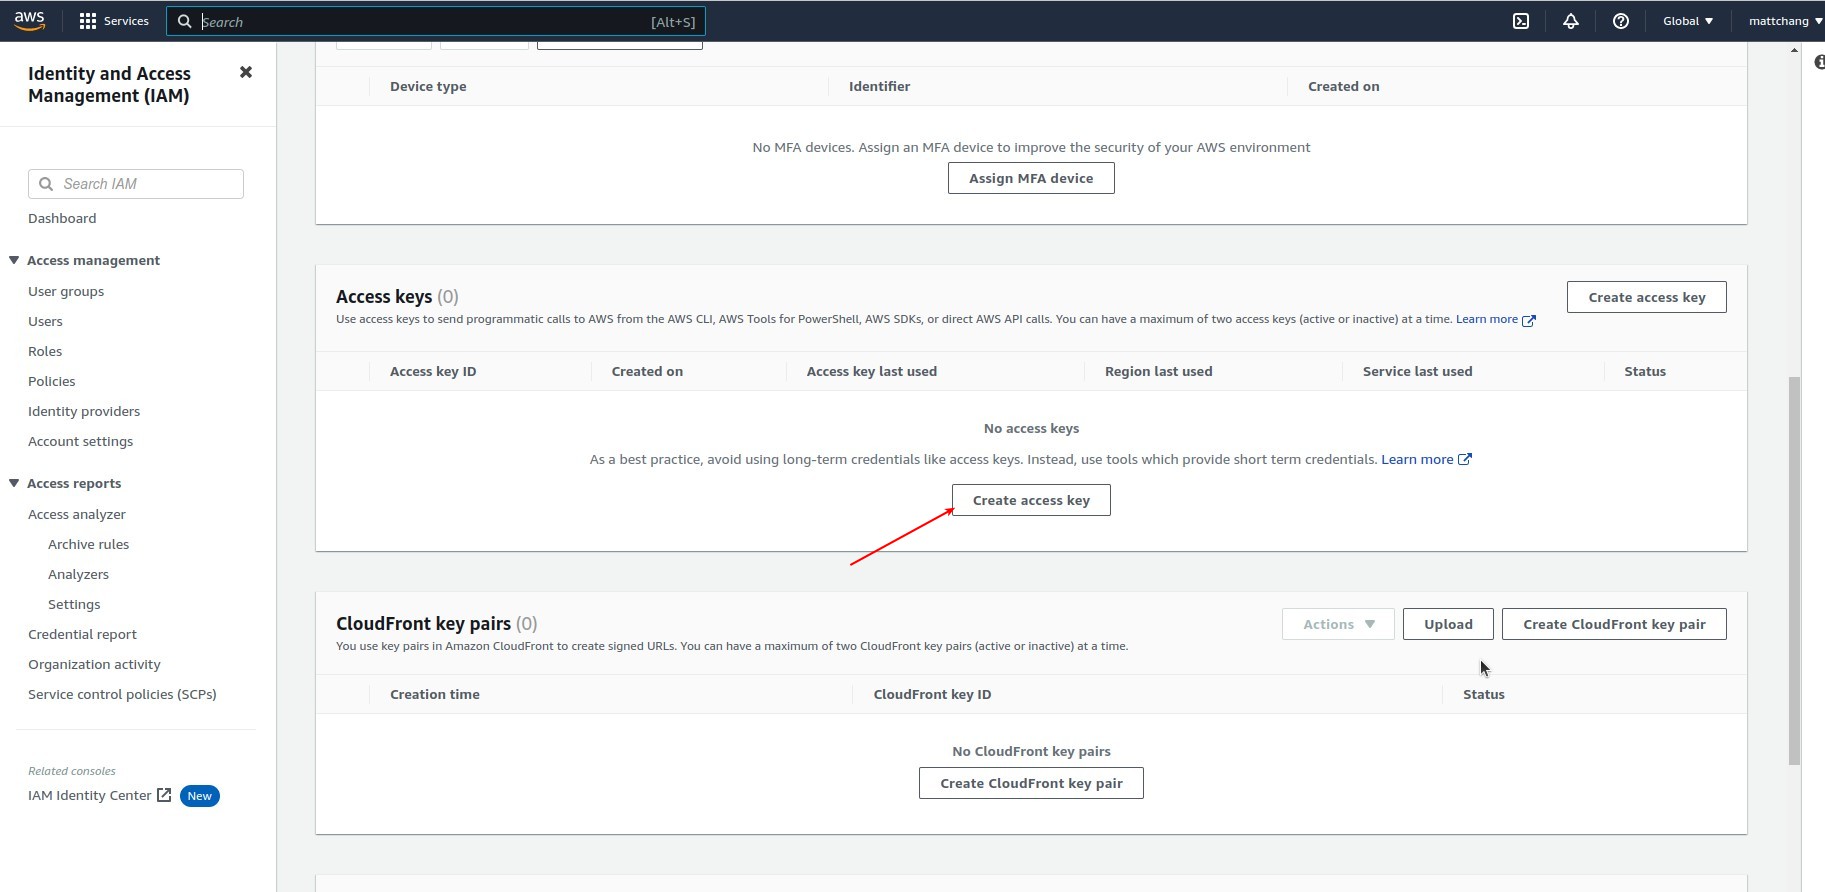 aws
Services
Search
[Alt+S]
Global
mattchang
Identity and Access
Management (IAM)
Search IAM
Dashboard
Access management
User groups
Users
Roles
Policies
Identity providers
Account settings
Access reports
Access analyzer
Archive rules
Analyzers
Settings
Credential report
Organization activity
Service control policies (SCPs)
Related consoles
IAM Identity Center
New
Device type
Identifier
Created on
No MFA devices. Assign an MFA device to improve the security of your AWS environment
Assign MFA device
Access keys (0)
Create access key
Use access keys to send programmatic calls to AWS from the AWS CLI, AWS Tools for PowerShell, AWS SDKs, or direct AWS API calls. You can have a maximum of two access keys (active or inactive) at a time. Learn more
Access key ID
Created on
Access key last used
Region last used
Service last used
Status
No access keys
As a best practice, avoid using long-term credentials like access keys. Instead, use tools which provide short term credentials. Learn more
Create access key
CloudFront key pairs (0)
Actions
Upload
Create CloudFront key pair
You use key pairs in Amazon CloudFront to create signed URLs. You can have a maximum of two CloudFront key pairs (active or inactive) at a time.
Creation time
CloudFront key ID
Status
No CloudFront key pairs
Create CloudFront key pair